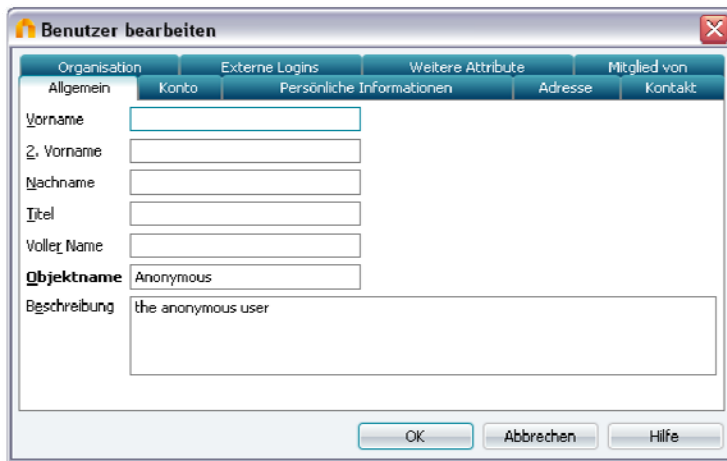 Benutzer bearbeiten
Organisation Externe Logins Weitere Attribute Mitglied von
Allgemein Konto Persönliche Informationen Adresse Kontakt
Vorname
2. Vorname
Nachname
Titel
Voller Name
Objektname Anonymous
Beschreibung the anonymous user
OK Abbrechen Hilfe